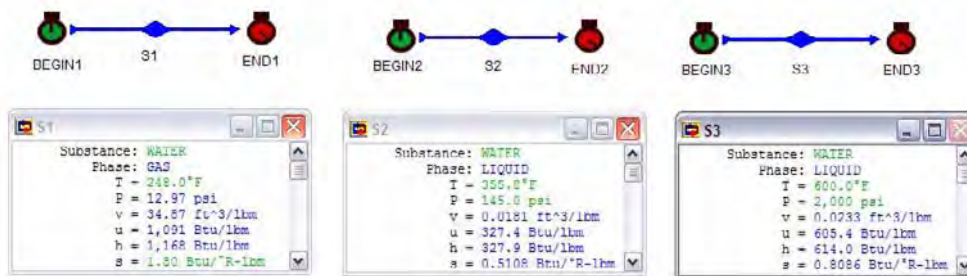 BEGIN1
S1
END1
BEGIN2
S2
END2
BEGIN3
S3
END3
S1
Substance: WATER
Phase: GAS
T = 248.0°F
P = 12.97 psi
v = 34.87 ft^3/lbm
u = 1,091 Btu/lbm
h = 1,168 Btu/lbm
s = 1.80 Btu/°R-lbm
S2
Substance: WATER
Phase: LIQUID
T = 355.0°F
P = 145.0 psi
v = 0.0181 ft^3/lbm
u = 327.4 Btu/lbm
h = 327.9 Btu/lbm
s = 0.5108 Btu/°R-lbm
S3
Substance: WATER
Phase: LIQUID
T = 600.0°F
P = 2,000 psi
v = 0.0233 ft^3/lbm
u = 605.4 Btu/lbm
h = 614.0 Btu/lbm
s = 0.8086 Btu/°R-lbm